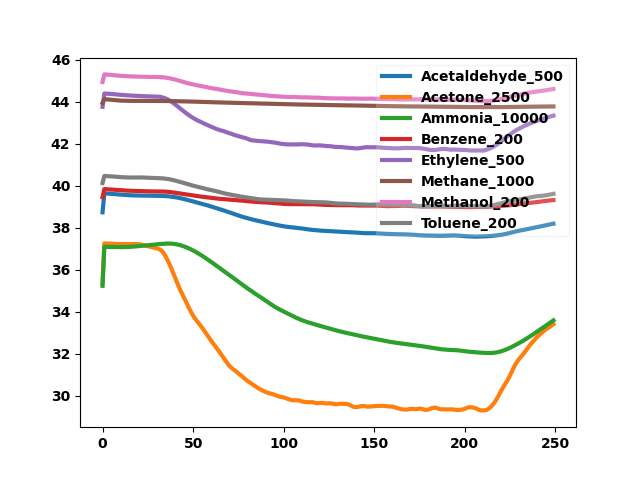 46
44
42
40
38
36
34
32
30
0 50 100 150 200 250
Acetaldehyde_500
Acetone_2500
Ammonia_10000
Benzene_200
Ethylene_500
Methane_1000
Methanol_200
Toluene_200